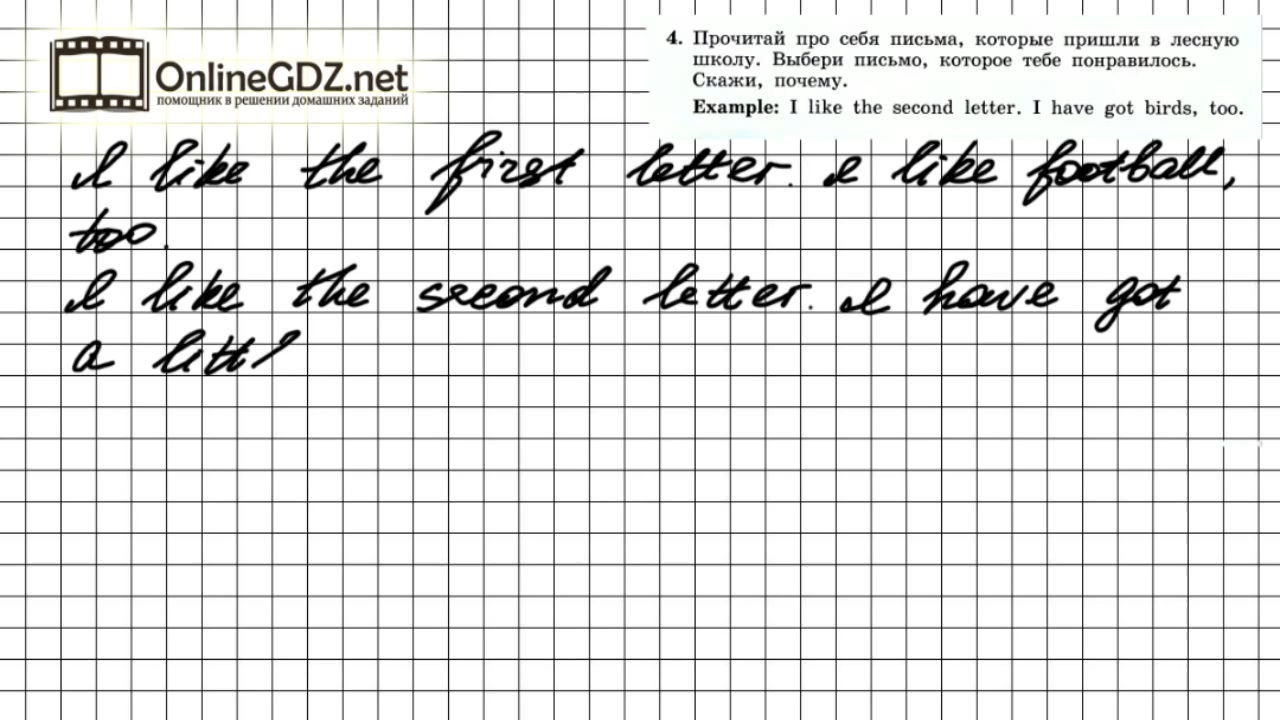 OnlineGDZ.net
помощник в решении домашних заданий
4. Прочитай про себя письма, которые пришли в лесную
школу. Выбери письмо, которое тебе понравилось.
Скажи, почему.
Example: I like the second letter. I have got birds, too.
I like the first letter. I like football,
too.
I like the second letter. I have got
a littl